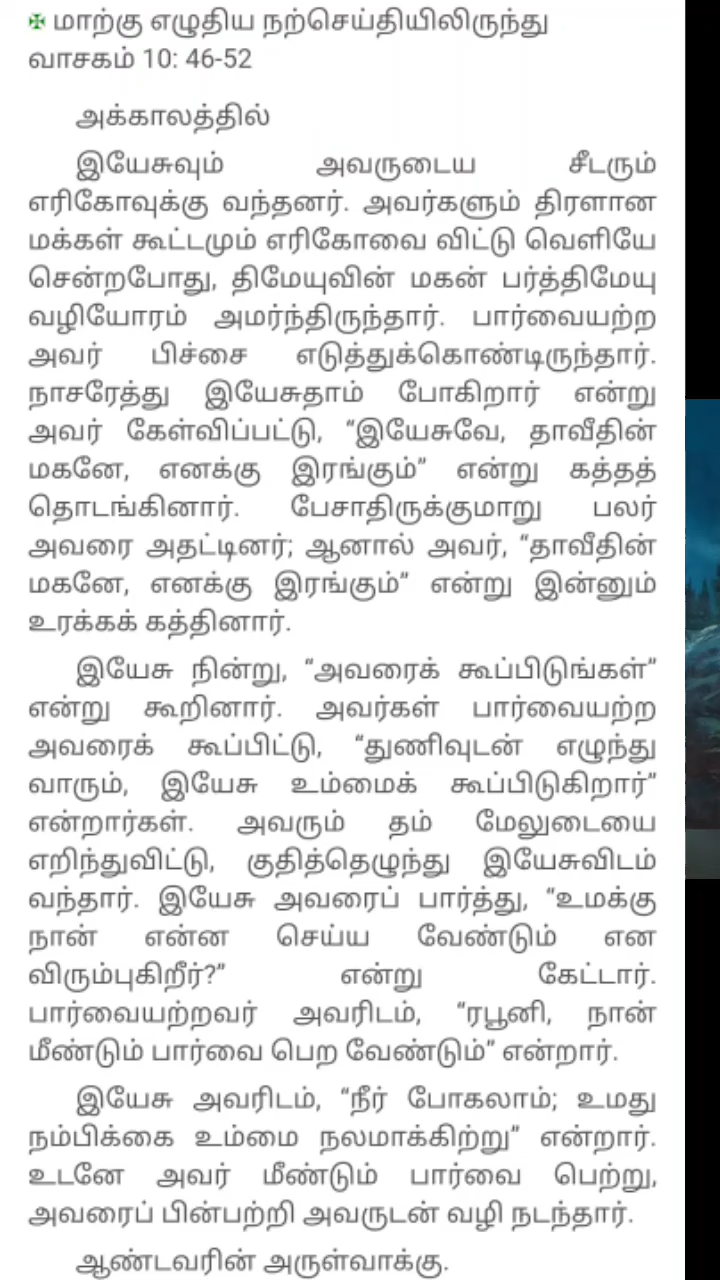 ✠ மாற்கு எழுதிய நற்செய்தியிலிருந்து
வாசகம் 10: 46-52
அக்காலத்தில்
இயேசுவும் அவருடைய சீடரும்
எரிகோவுக்கு வந்தனர். அவர்களும் திரளான
மக்கள் கூட்டமும் எரிகோவை விட்டு வெளியே
சென்றபோது, திமேயுவின் மகன் பர்த்திமேயு
வழியோரம் அமர்ந்திருந்தார். பார்வையற்ற
அவர் பிச்சை எடுத்துக்கொண்டிருந்தார்.
நாசரேத்து இயேசுதாம் போகிறார் என்று
அவர் கேள்விப்பட்டு, “இயேசுவே, தாவீதின்
மகனே, எனக்கு இரங்கும்” என்று கத்தத்
தொடங்கினார். பேசாதிருக்குமாறு பலர்
அவரை அதட்டினர்; ஆனால் அவர், “தாவீதின்
மகனே, எனக்கு இரங்கும்” என்று இன்னும்
உரக்கக் கத்தினார்.
இயேசு நின்று, “அவரைக் கூப்பிடுங்கள்”
என்று கூறினார். அவர்கள் பார்வையற்ற
அவரைக் கூப்பிட்டு, “துணிவுடன் எழுந்து
வாரும், இயேசு உம்மைக் கூப்பிடுகிறார்”
என்றார்கள். அவரும் தம் மேலுடையை
எறிந்துவிட்டு, குதித்தெழுந்து இயேசுவிடம்
வந்தார். இயேசு அவரைப் பார்த்து, “உமக்கு
நான் என்ன செய்ய வேண்டும் என
விரும்புகிறீர்?” என்று கேட்டார்.
பார்வையற்றவர் அவரிடம், “ரபூனி, நான்
மீண்டும் பார்வை பெற வேண்டும்” என்றார்.
இயேசு அவரிடம், “நீர் போகலாம்; உமது
நம்பிக்கை உம்மை நலமாக்கிற்று” என்றார்.
உடனே அவர் மீண்டும் பார்வை பெற்று,
அவரைப் பின்பற்றி அவருடன் வழி நடந்தார்.
ஆண்டவரின் அருள்வாக்கு.